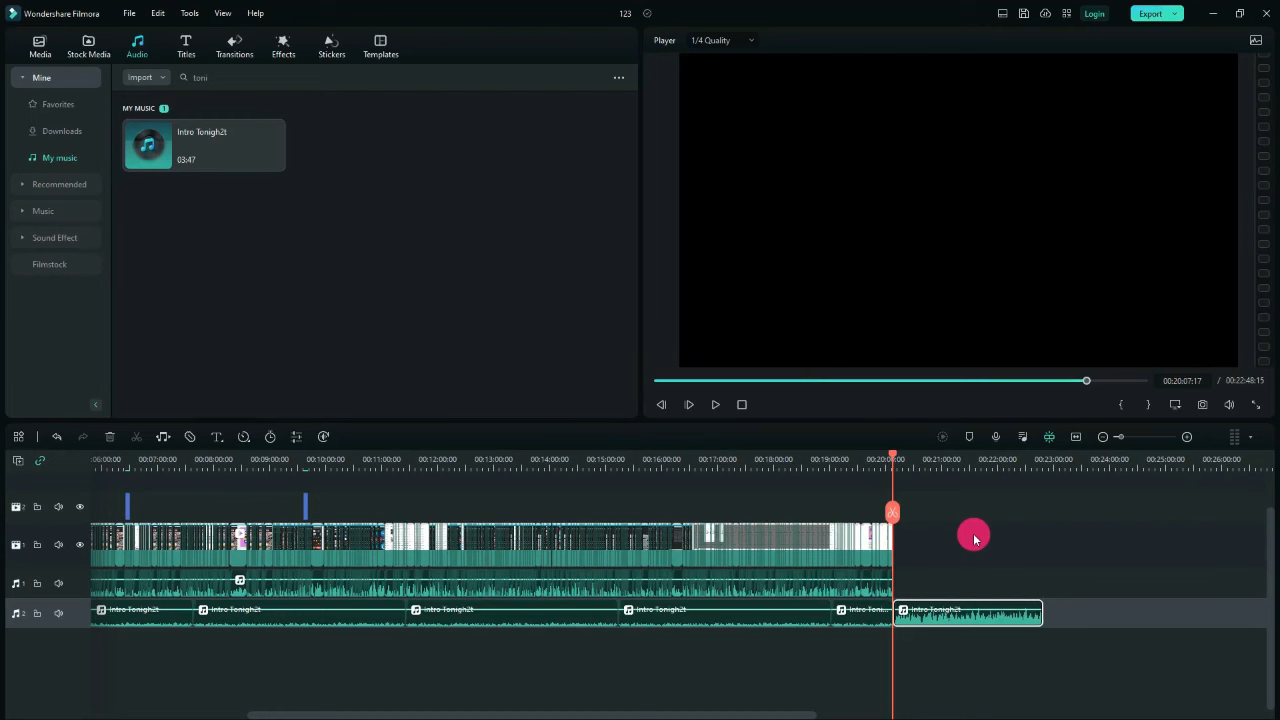 Wondershare Filmora
File
Edit
Tools
View
Help
123
Login
Export
Media
Stock Media
Audio
Titles
Transitions
Effects
Stickers
Templates
Player
1/4 Quality
Mine
Import
toni
Favorites
MY MUSIC 1
Downloads
Intro Tonigh2t
03:47
My music
Recommended
Music
Sound Effect
Filmstock
00:20:07:17 / 00:22:48:15
:06:00:00 00:07:00:00 00:08:00:00 00:09:00:00 00:10:00:00 00:11:00:00 00:12:00:00 00:13:00:00 00:14:00:00 00:15:00:00 00:16:00:00 00:17:00:00 00:18:00:00 00:19:00:00 00:20:00:00 00:21:00:00 00:22:00:00 00:23:00:00 00:24:00:00 00:25:00:00 00:26:00:00
2
1
1
2
Intro Tonigh2t Intro Tonigh2t Intro Tonigh2t Intro Tonigh2t Intro Toni... Intro Tonigh2t